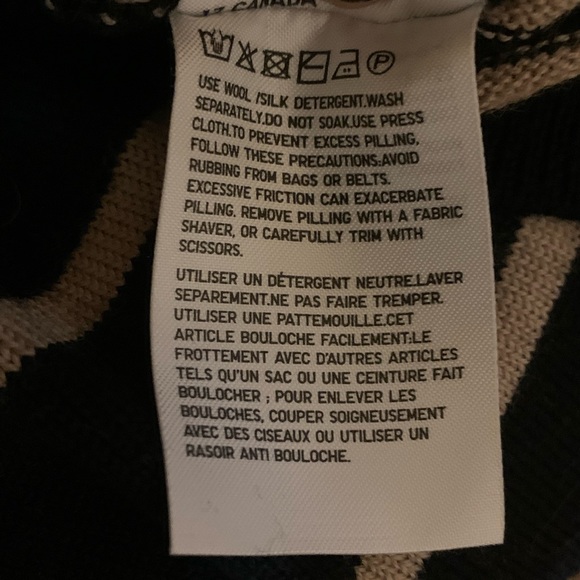 CANADA
USE WOOL /SILK DETERGENT.WASH
SEPARATELY.DO NOT SOAK.USE PRESS
CLOTH.TO PREVENT EXCESS PILLING,
FOLLOW THESE PRECAUTIONS:AVOID
RUBBING FROM BAGS OR BELTS.
EXCESSIVE FRICTION CAN EXACERBATE
PILLING. REMOVE PILLING WITH A FABRIC
SHAVER, OR CAREFULLY TRIM WITH
SCISSORS.
UTILISER UN DÉTERGENT NEUTRE.LAVER
SEPAREMENT.NE PAS FAIRE TREMPER.
UTILISER UNE PATTEMOUILLE.CET
ARTICLE BOULOCHE FACILEMENT:LE
FROTTEMENT AVEC D'AUTRES ARTICLES
TELS QU'UN SAC OU UNE CEINTURE FAIT
BOULOCHER ; POUR ENLEVER LES
BOULOCHES, COUPER SOIGNEUSEMENT
AVEC DES CISEAUX OU UTILISER UN
RASOIR ANTI BOULOCHE.